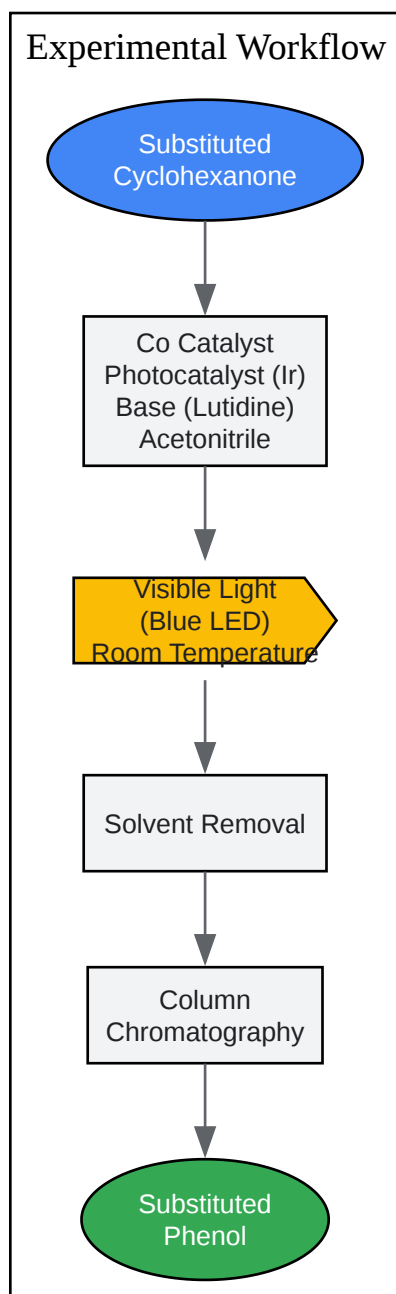 Experimental Workflow
Substituted
Cyclohexanone
Co Catalyst
Photocatalyst (Ir)
Base (Lutidine)
Acetonitrile
Visible Light
(Blue LED)
Room Temperature
Solvent Removal
Column
Chromatography
Substituted
Phenol